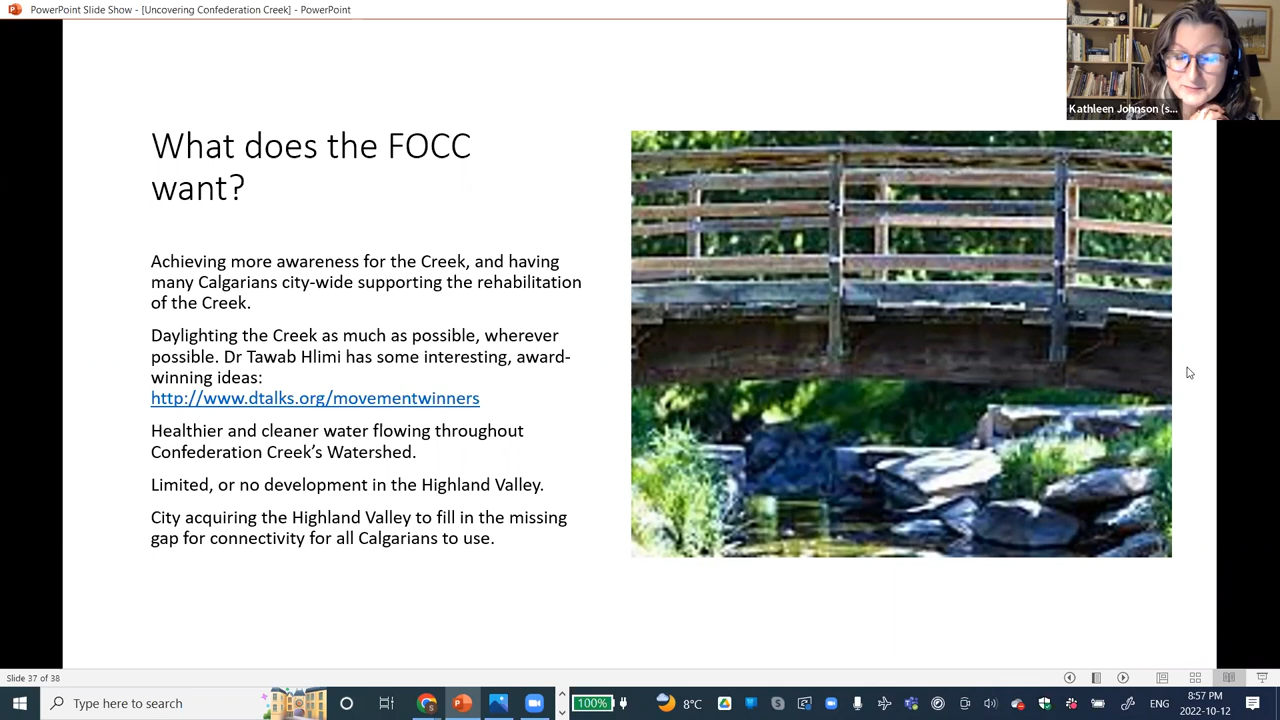 PowerPoint Slide Show - [Uncovering Confederation Creek] - PowerPoint
Kathleen Johnson (s...
What does the FOCC
want?
Achieving more awareness for the Creek, and having
many Calgarians city-wide supporting the rehabilitation
of the Creek.
Daylighting the Creek as much as possible, wherever
possible. Dr Tawab Hlimi has some interesting, award-
winning ideas:
http://www.dtalks.org/movementwinners
Healthier and cleaner water flowing throughout
Confederation Creek’s Watershed.
Limited, or no development in the Highland Valley.
City acquiring the Highland Valley to fill in the missing
gap for connectivity for all Calgarians to use.
Slide 37 of 38
Type here to search
100%
8°C
ENG
8:57 PM
2022-10-12